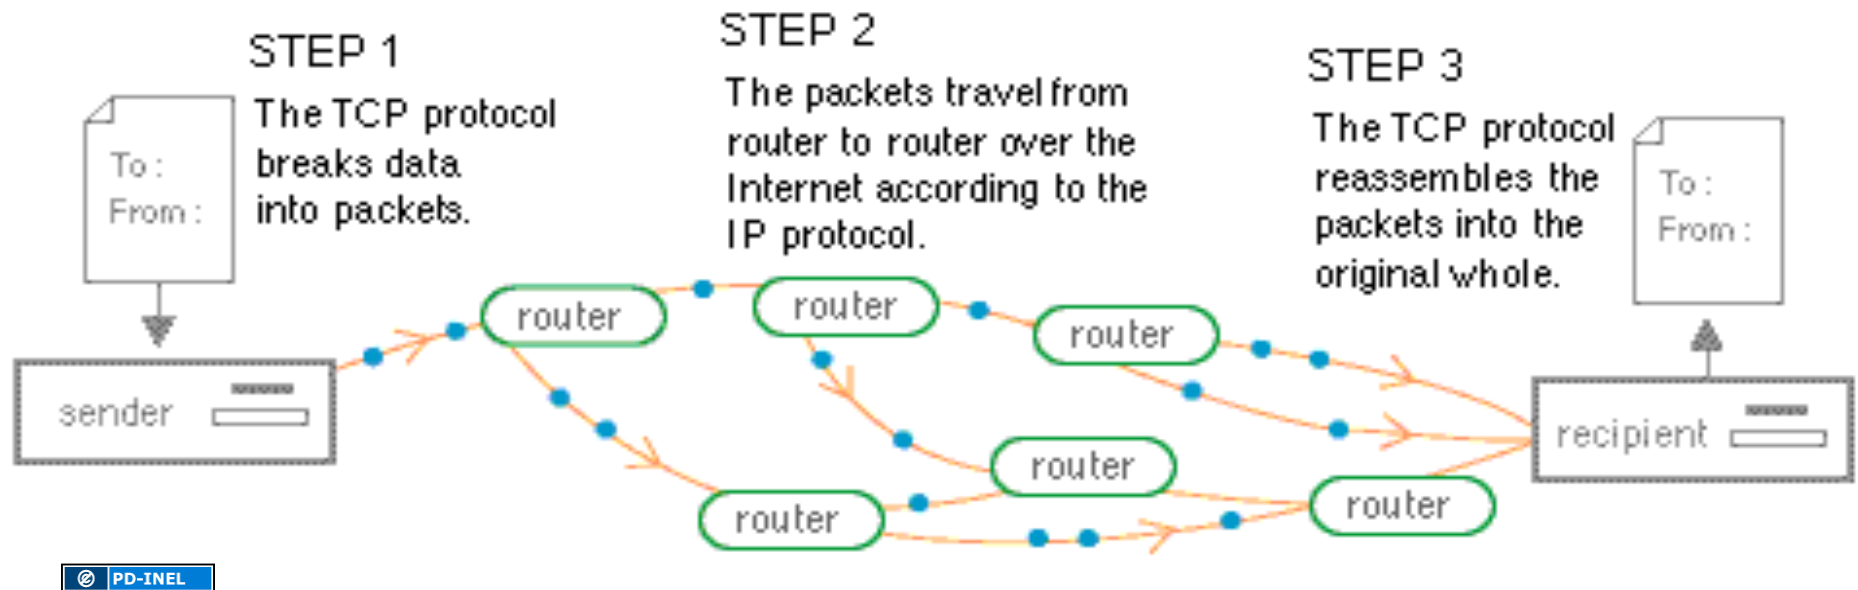 STEP 1
The TCP protocol
breaks data
into packets.
To :
From :
STEP 2
The packets travel from
router to router over the
Internet according to the
IP protocol.
STEP 3
The TCP protocol
reassembles the
packets into the
original whole.
To :
From :
sender
router
router
router
router
router
router
recipient
PD-INEL